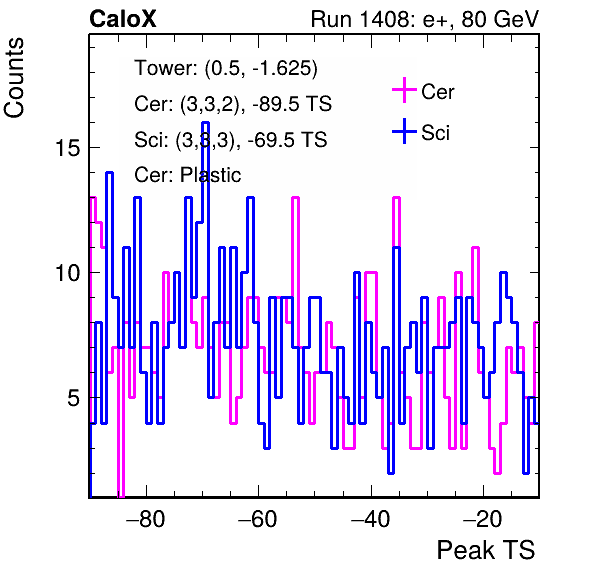 CaloX Run 1408: e+, 80 GeV
Counts
Tower: (0.5, -1.625)
Cer: (3,3,2), -89.5 TS
Sci: (3,3,3), -69.5 TS
Cer: Plastic
Cer
Sci
15
10
5
−80 −60 −40 −20
Peak TS